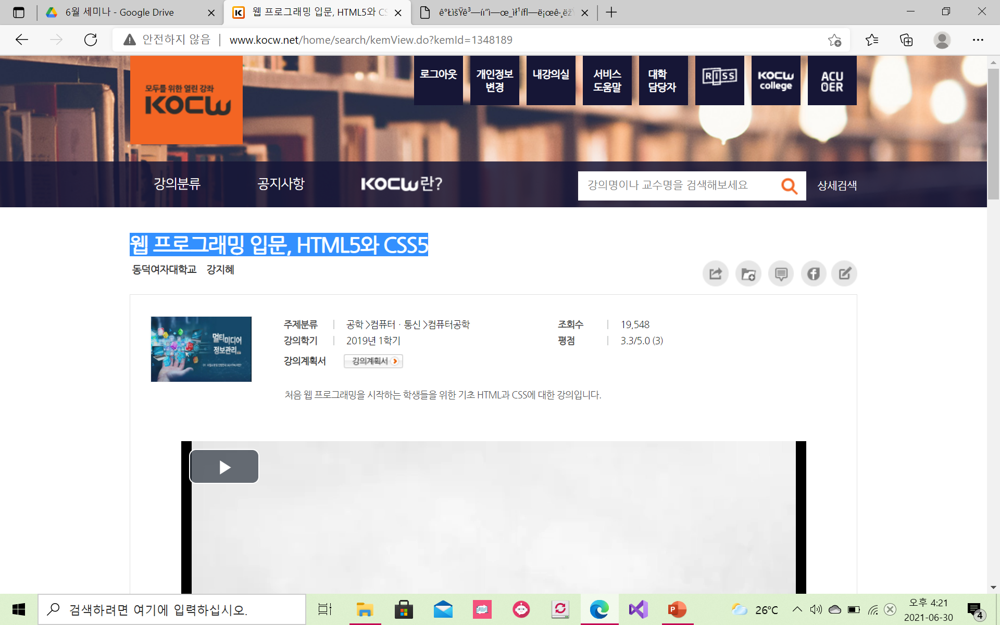 6월 세미나 - Google Drive
웹 프로그래밍 입문, HTML5와 CS
안전하지 않음
www.kocw.net/home/search/kemView.do?kemId=1348189
모두를 위한 열린 강좌
KOCW
로그아웃
개인정보
변경
내강의실
서비스
도움말
대학
담당자
RISS
KOCW
college
ACU
OER
강의분류
공지사항
KOCW란?
강의명이나 교수명을 검색해보세요
상세검색
웹 프로그래밍 입문, HTML5와 CSS5
동덕여자대학교 강지혜
멀티미디어
정보관리
주제분류 | 공학 >컴퓨터ㆍ통신 >컴퓨터공학
조회수 | 19,548
강의학기 | 2019년 1학기
평점 | 3.3/5.0 (3)
강의계획서 강의계획서
처음 웹 프로그래밍을 시작하는 학생들을 위한 기초 HTML과 CSS에 대한 강의입니다.
검색하려면 여기에 입력하십시오.
26°C
오후 4:21
2021-06-30
4